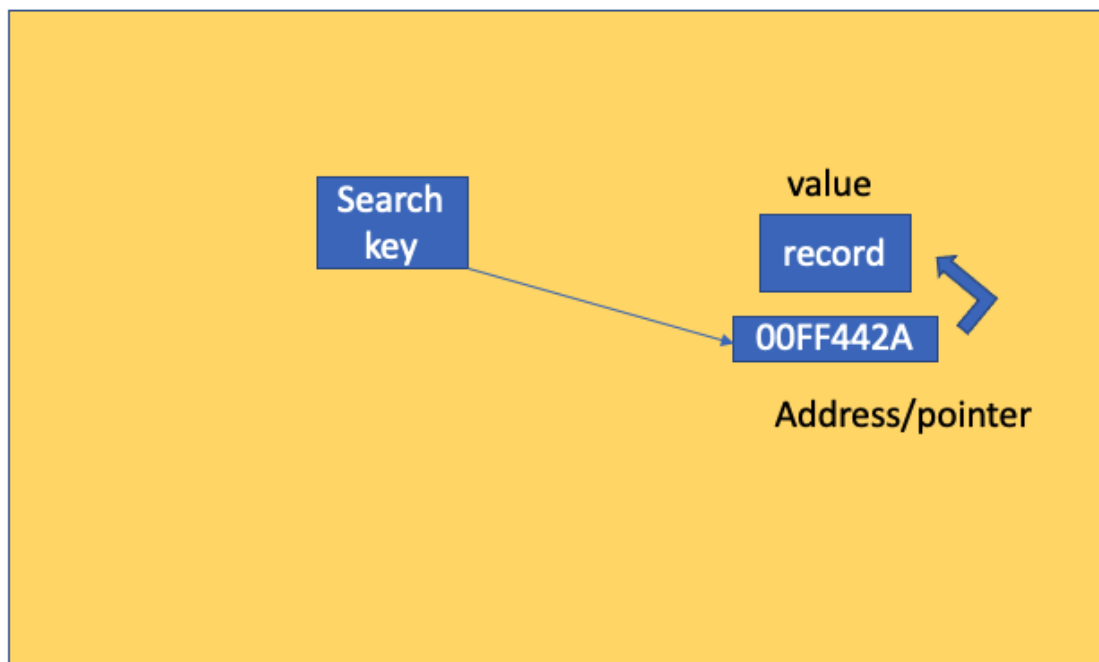 Search
key
value
record
00FF442A
Address/pointer